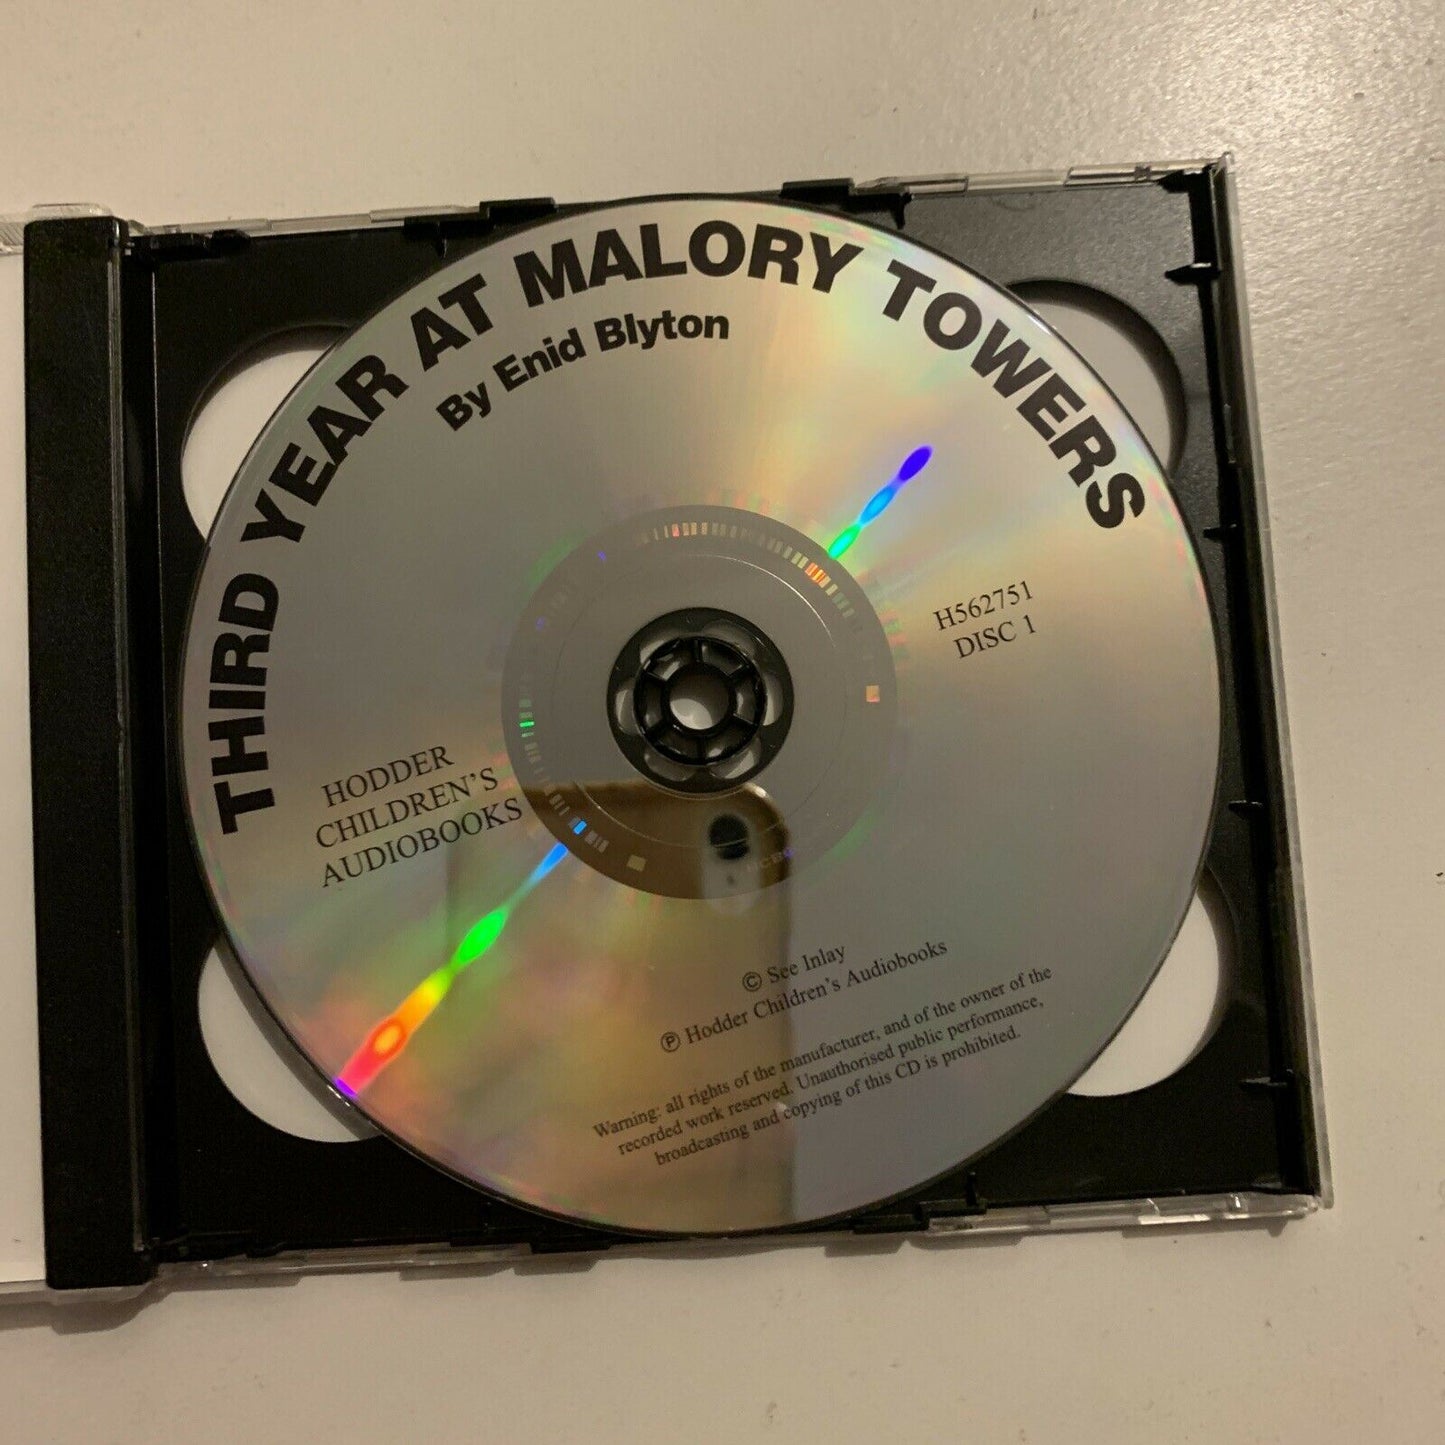 THIRD YEAR AT MALORY TOWERS
By Enid Blyton
H562751
DISC 1
HODDER
CHILDREN'S
AUDIOBOOKS
© See Inlay
℗ Hodder Children's Audiobooks
Warning: all rights of the manufacturer, and of the owner of the
recorded work reserved. Unauthorised public performance,
broadcasting and copying of this CD is prohibited.